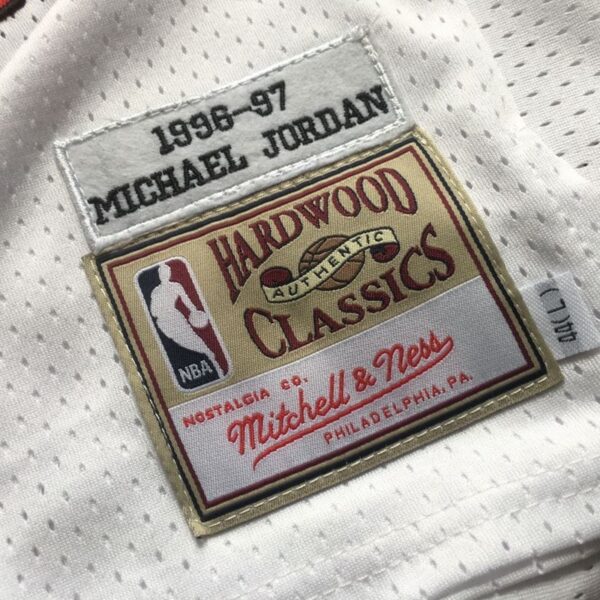 1996-97
MICHAEL JORDAN
HARDWOOD
AUTHENTIC
CLASSICS
NBA
NOSTALGIA CO.
Mitchell & Ness
PHILADELPHIA, PA.
44(L)